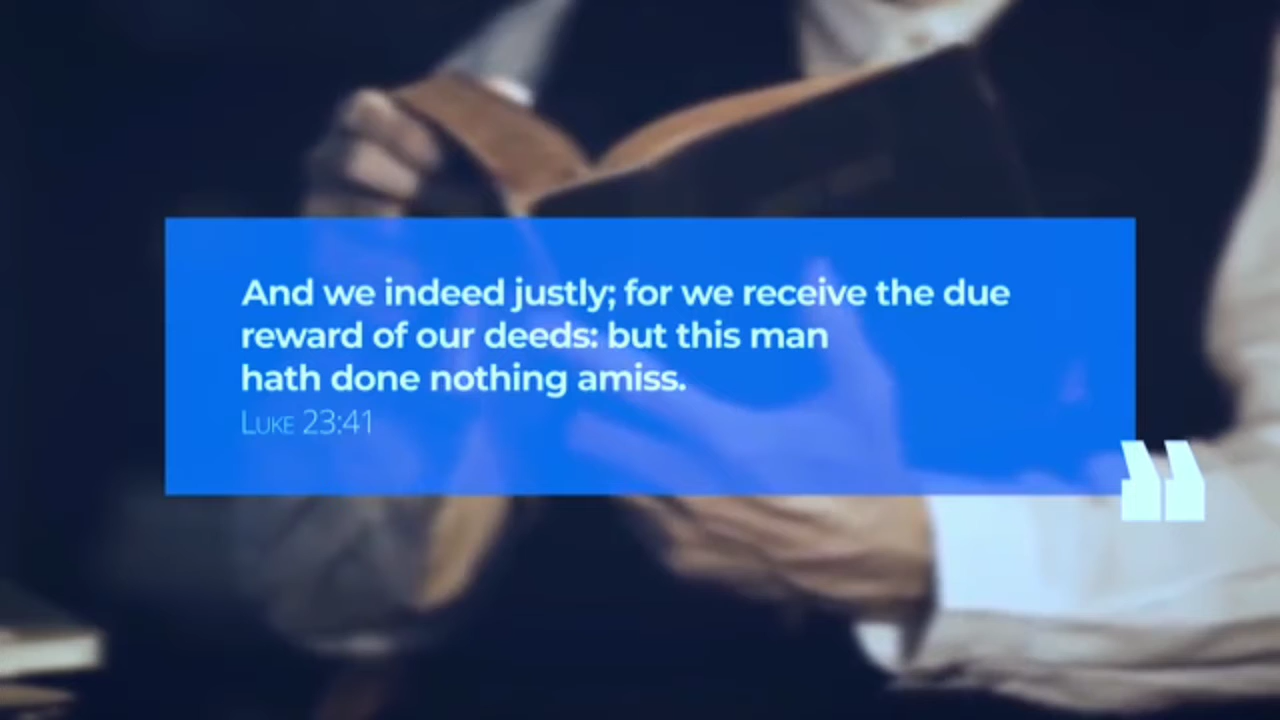 And we indeed justly; for we receive the due
reward of our deeds: but this man
hath done nothing amiss.
Luke 23:41